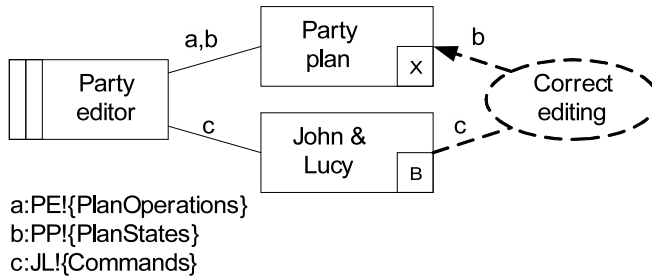 a,b
Party
plan
X
b
Party
editor
Correct
editing
c
John &
Lucy
B
c
a:PE!{PlanOperations}
b:PP!{PlanStates}
c:JL!{Commands}